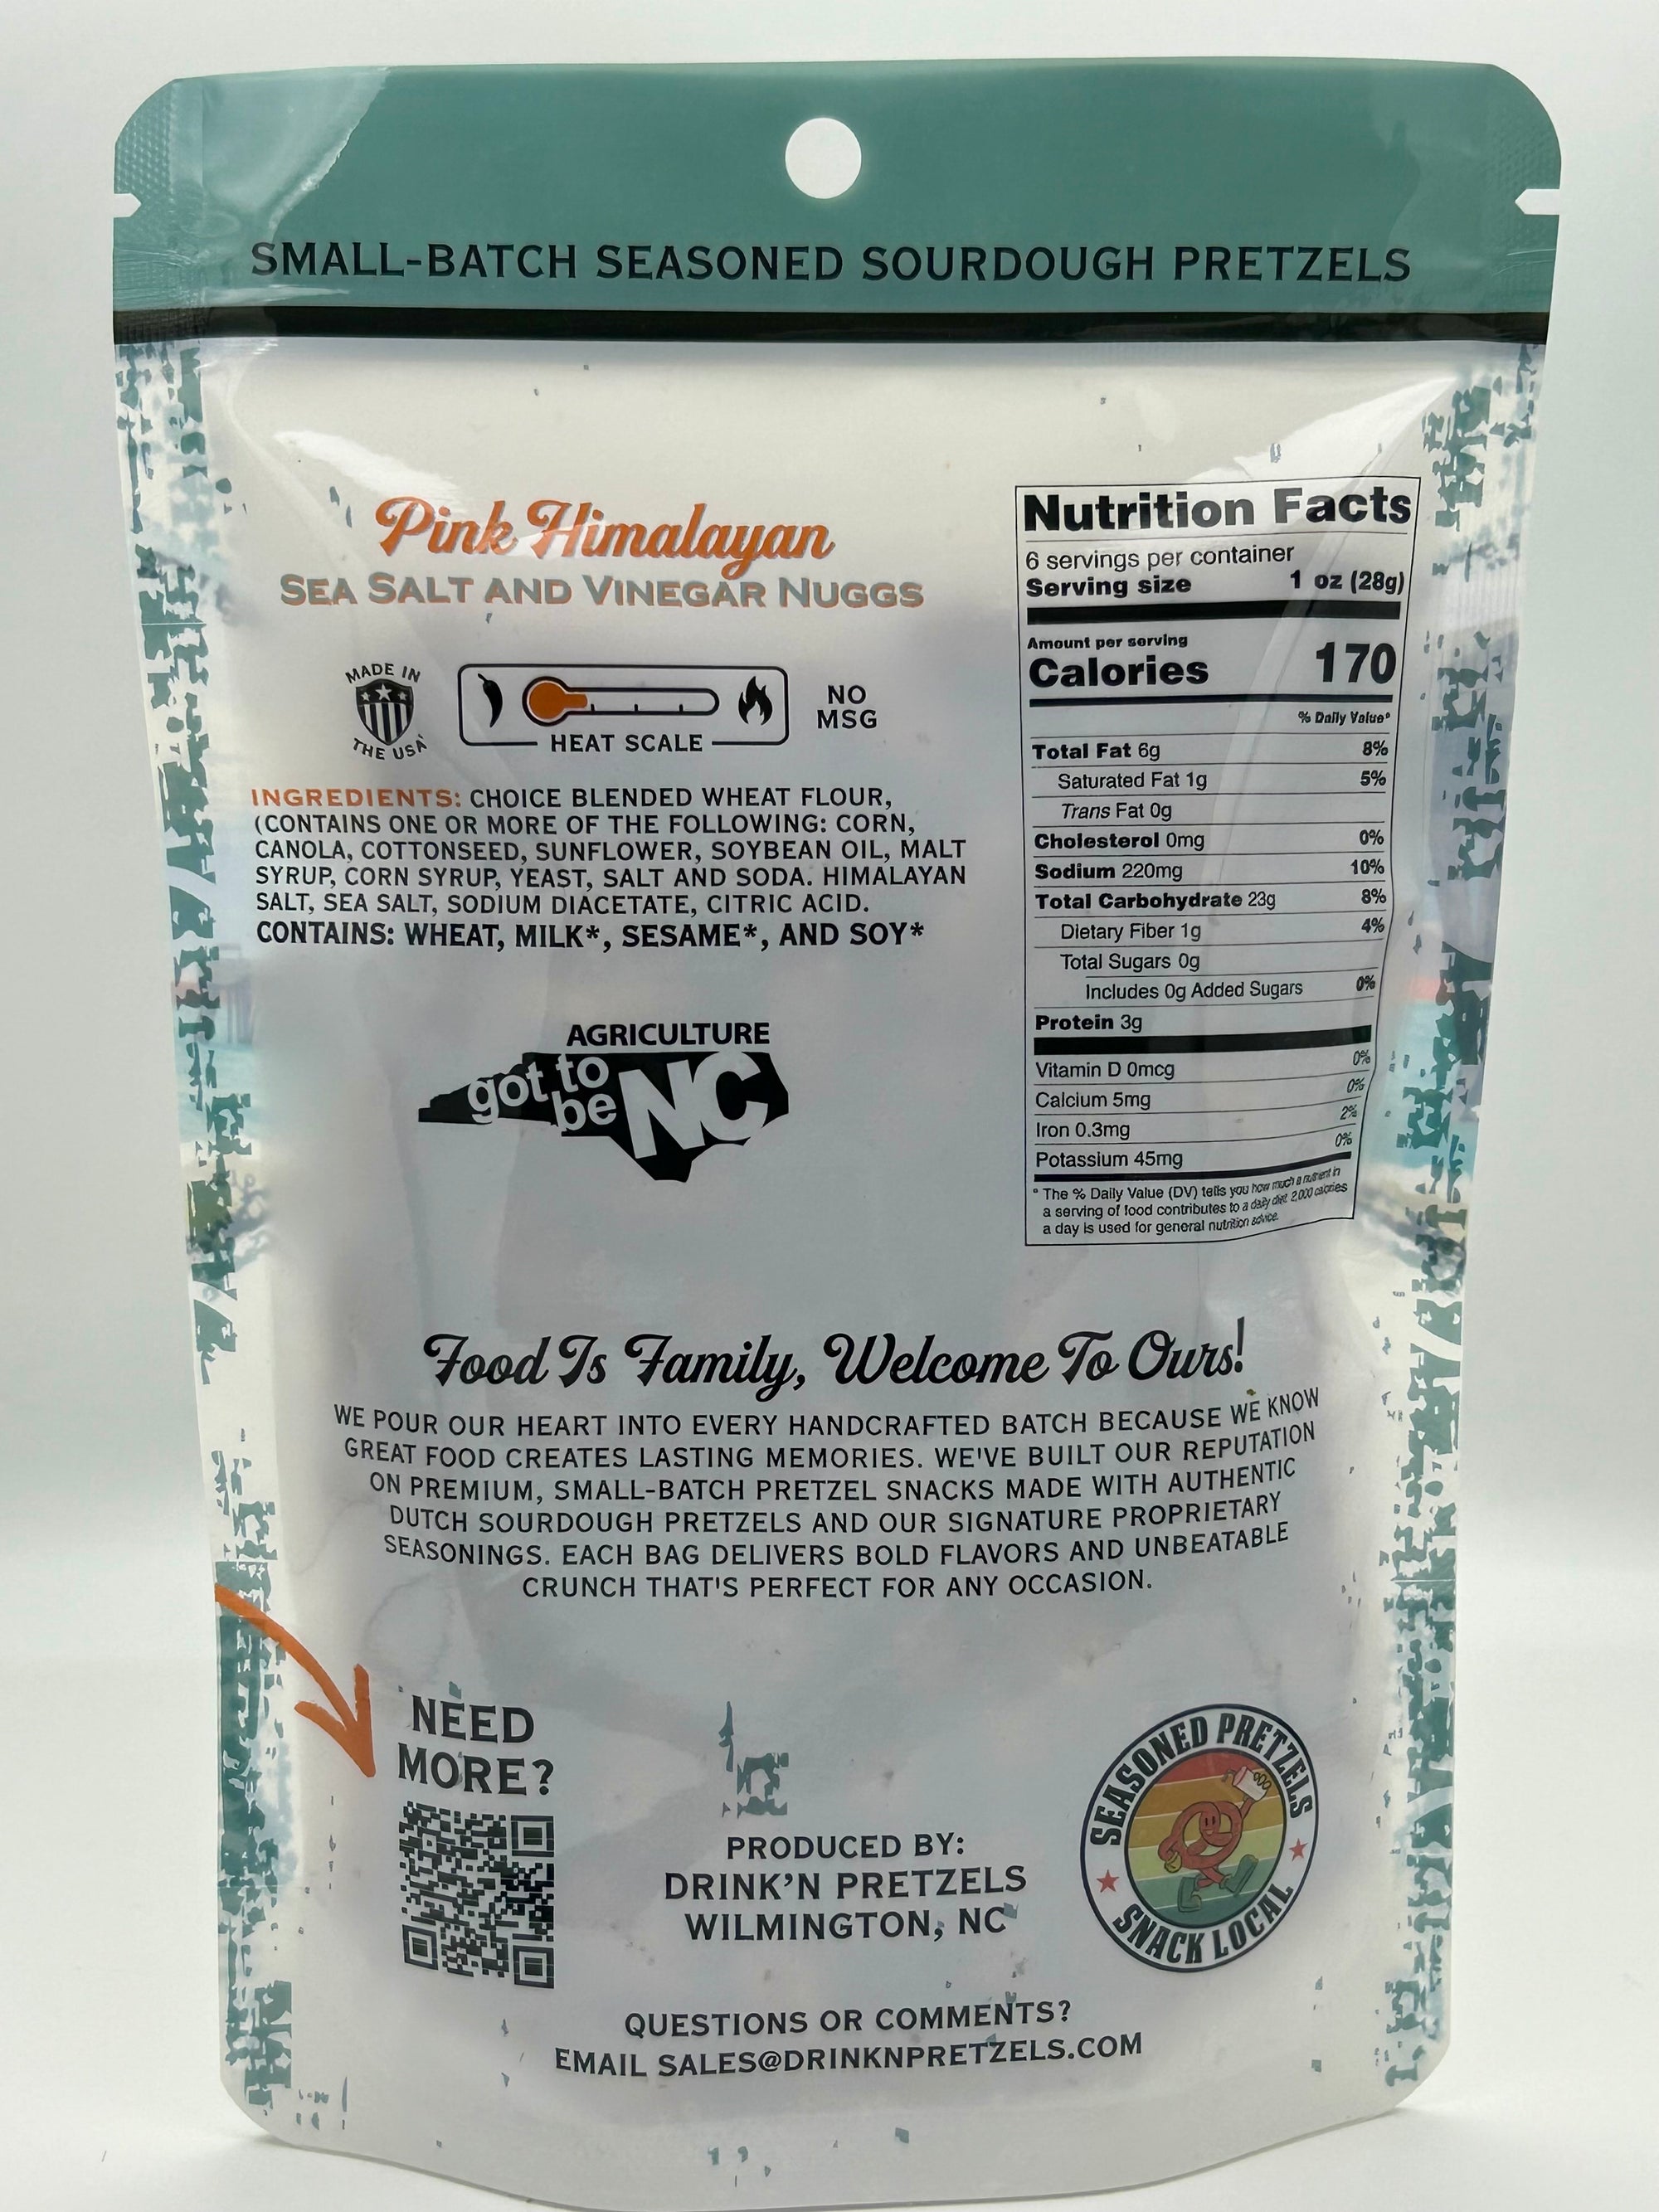 SMALL-BATCH SEASONED SOURDOUGH PRETZELS
Pink Himalayan
SEA SALT AND VINEGAR NUGGS
MADE IN
THE USA
HEAT SCALE
NO
MSG
INGREDIENTS: CHOICE BLENDED WHEAT FLOUR,
(CONTAINS ONE OR MORE OF THE FOLLOWING: CORN,
CANOLA, COTTONSEED, SUNFLOWER, SOYBEAN OIL, MALT
SYRUP, CORN SYRUP, YEAST, SALT AND SODA. HIMALAYAN
SALT, SEA SALT, SODIUM DIACETATE, CITRIC ACID.
CONTAINS: WHEAT, MILK*, SESAME*, AND SOY*
AGRICULTURE
got to
be NC
Nutrition Facts
6 servings per container
Serving size 1 oz (28g)
Amount per serving
Calories 170
% Daily Value*
Total Fat 6g 8%
Saturated Fat 1g 5%
Trans Fat 0g
Cholesterol 0mg 0%
Sodium 220mg 10%
Total Carbohydrate 23g 8%
Dietary Fiber 1g 4%
Total Sugars 0g
Includes 0g Added Sugars 0%
Protein 3g
Vitamin D 0mcg 0%
Calcium 5mg 0%
Iron 0.3mg 2%
Potassium 45mg 0%
* The % Daily Value (DV) tells you how much a nutrient in
a serving of food contributes to a daily diet. 2,000 calories
a day is used for general nutrition advice.
Food Is Family, Welcome To Ours!
WE POUR OUR HEART INTO EVERY HANDCRAFTED BATCH BECAUSE WE KNOW
GREAT FOOD CREATES LASTING MEMORIES. WE'VE BUILT OUR REPUTATION
ON PREMIUM, SMALL-BATCH PRETZEL SNACKS MADE WITH AUTHENTIC
DUTCH SOURDOUGH PRETZELS AND OUR SIGNATURE PROPRIETARY
SEASONINGS. EACH BAG DELIVERS BOLD FLAVORS AND UNBEATABLE
CRUNCH THAT'S PERFECT FOR ANY OCCASION.
NEED
MORE?
PRODUCED BY:
DRINK'N PRETZELS
WILMINGTON, NC
SEASONED PRETZELS
SNACK LOCAL
QUESTIONS OR COMMENTS?
EMAIL SALES@DRINKNPRETZELS.COM